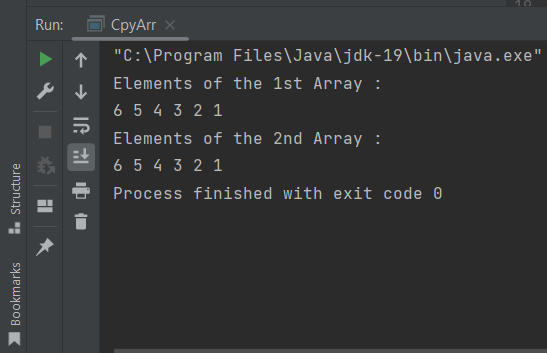 Run: CpyArr
"C:\Program Files\Java\jdk-19\bin\java.exe"
Elements of the 1st Array :
6 5 4 3 2 1
Elements of the 2nd Array :
6 5 4 3 2 1
Process finished with exit code 0
Structure
Bookmarks